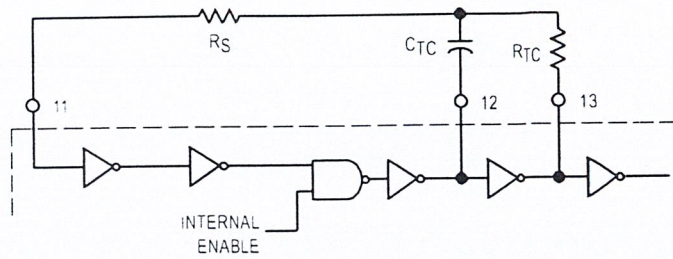 RS
CTC
RTC
11
12
13
INTERNAL
ENABLE